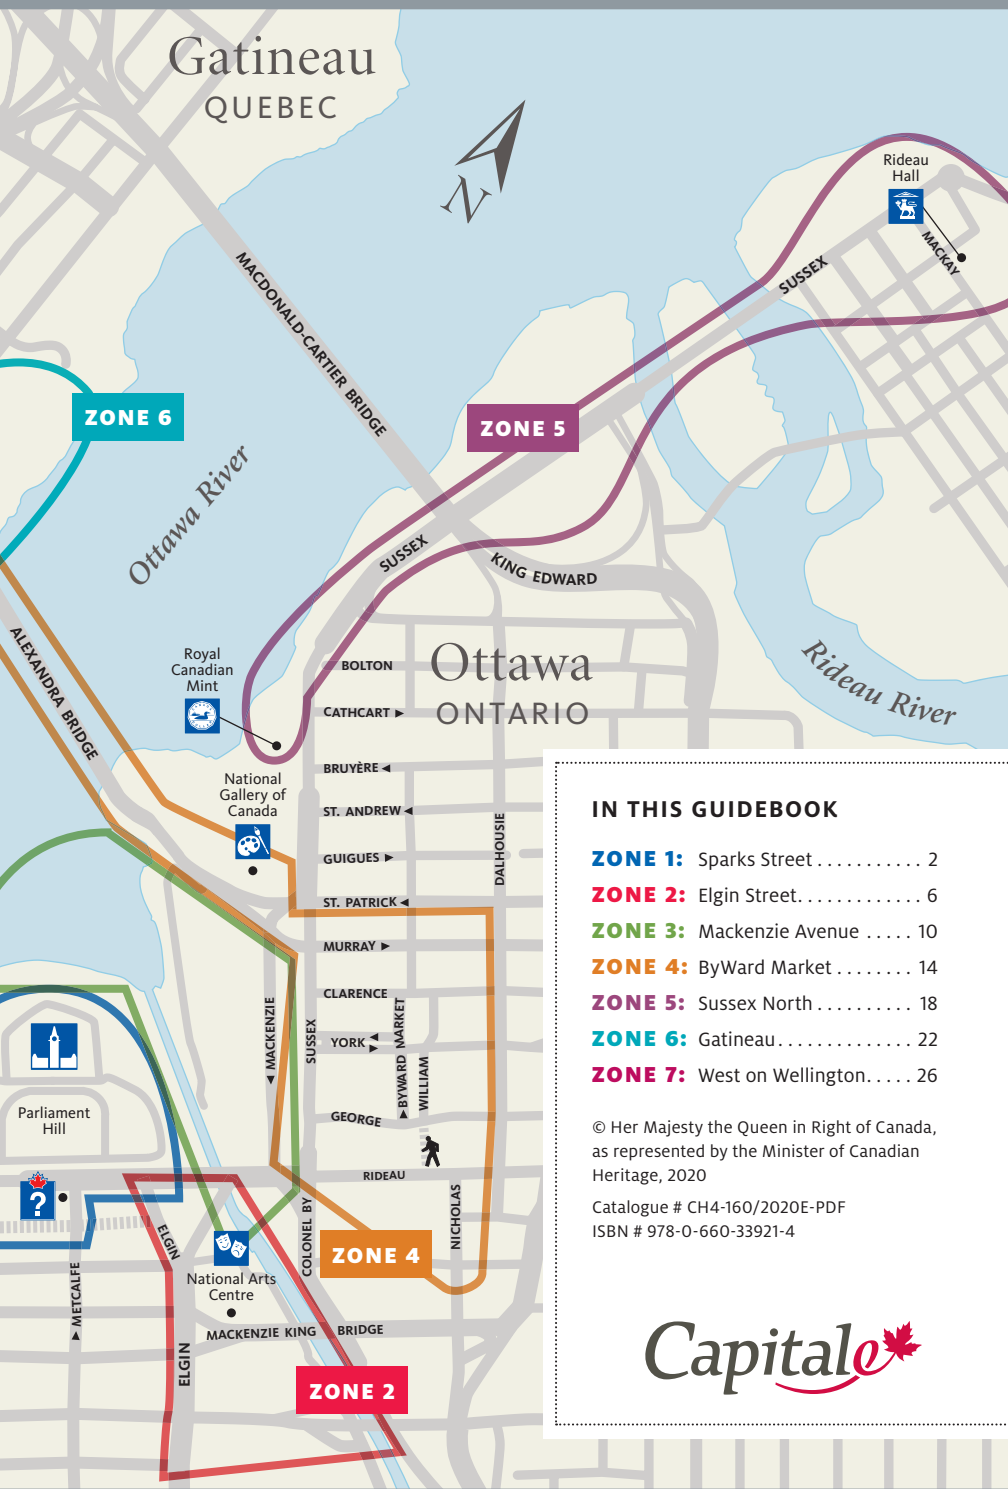 Gatineau
QUEBEC
N
Rideau
Hall
MACKAY
SUSSEX
MACDONALD-CARTIER BRIDGE
ZONE 6
ZONE 5
Ottawa River
SUSSEX
KING EDWARD
ALEXANDRA BRIDGE
Royal
Canadian
Mint
BOLTON
Ottawa
ONTARIO
Rideau River
CATHCART ►
BRUYÈRE ◄
National
Gallery of
Canada
ST. ANDREW ◄
DALHOUSIE
GUIGUES ►
ST. PATRICK ◄
MURRAY ►
CLARENCE
◄ MACKENZIE
SUSSEX
YORK ◄ ►
► BYWARD MARKET
WILLIAM
GEORGE
Parliament
Hill
RIDEAU
?
ELGIN
COLONEL BY
NICHOLAS
ZONE 4
National Arts
Centre
► METCALFE
MACKENZIE KING BRIDGE
ELGIN
ZONE 2
IN THIS GUIDEBOOK
ZONE 1: Sparks Street . . . . . . . . . . . 2
ZONE 2: Elgin Street. . . . . . . . . . . . . 6
ZONE 3: Mackenzie Avenue . . . . . 10
ZONE 4: ByWard Market . . . . . . . . 14
ZONE 5: Sussex North . . . . . . . . . . 18
ZONE 6: Gatineau. . . . . . . . . . . . . 22
ZONE 7: West on Wellington. . . . . 26
© Her Majesty the Queen in Right of Canada,
as represented by the Minister of Canadian
Heritage, 2020
Catalogue # CH4-160/2020E-PDF
ISBN # 978-0-660-33921-4
Capitale